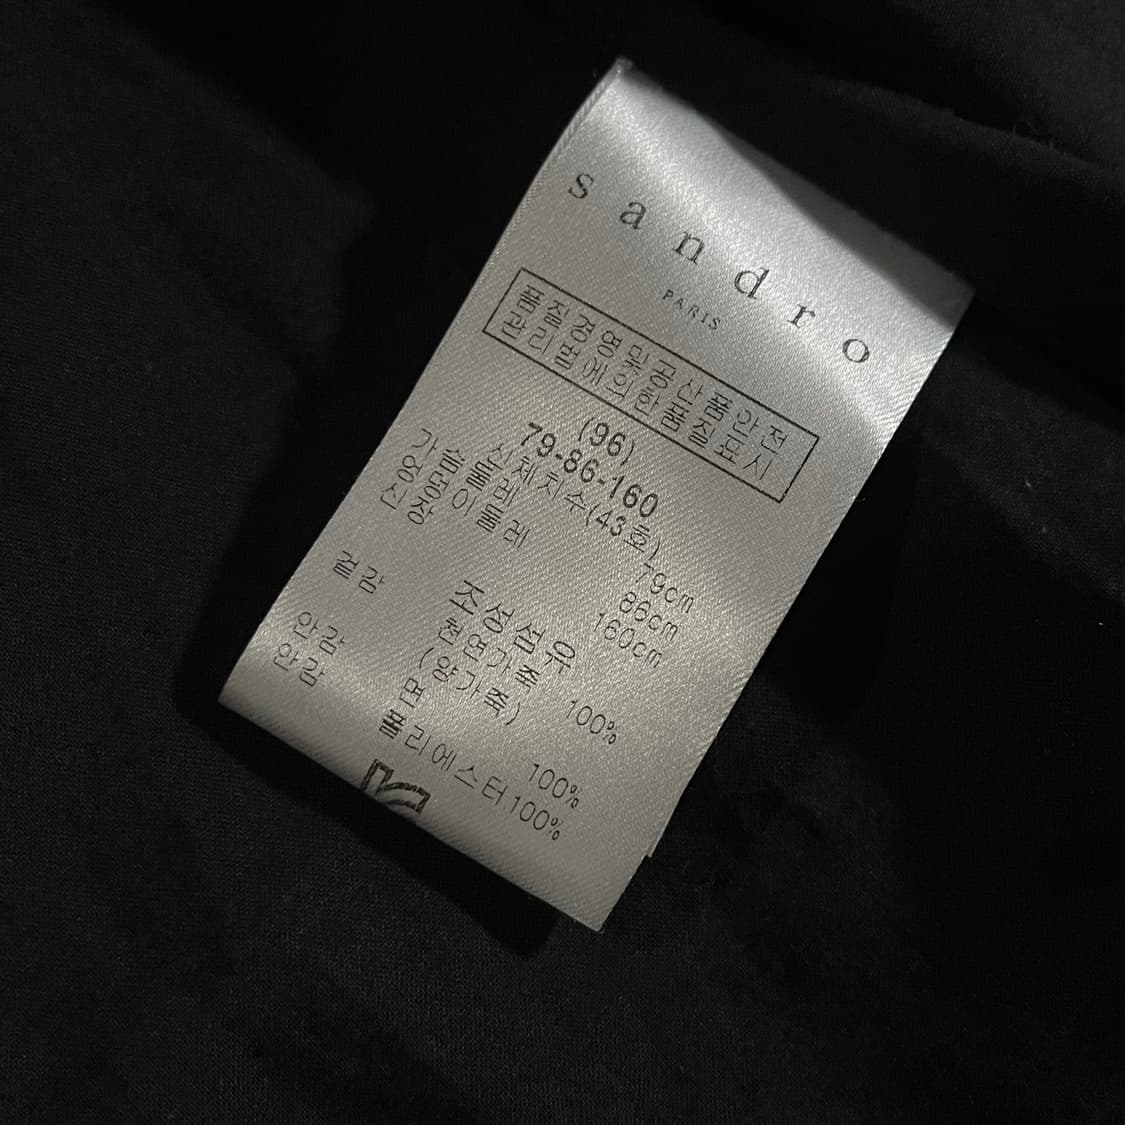 sandro
PARIS
품질경영및공산품안전
관리법에의한품질표시
(96)
79-86-160
신체치수(43호)
가슴둘레 79cm
엉덩이둘레 86cm
신장 160cm
조성섬유
겉감 천연가죽
(양가죽) 100%
안감 면 100%
안감 폴리에스터100%